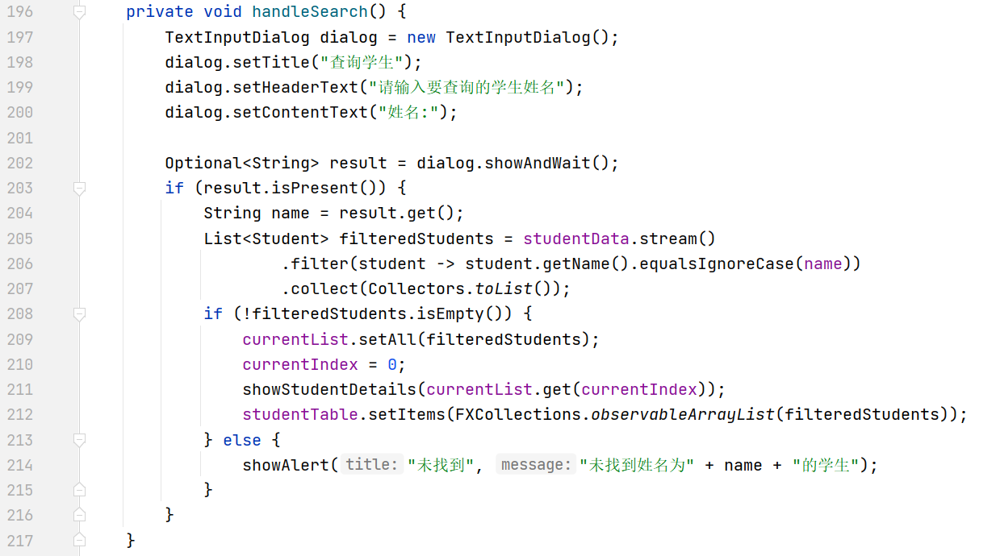 196 private void handleSearch() {
197 TextInputDialog dialog = new TextInputDialog();
198 dialog.setTitle("查询学生");
199 dialog.setHeaderText("请输入要查询的学生姓名");
200 dialog.setContentText("姓名:");
201
202 Optional<String> result = dialog.showAndWait();
203 if (result.isPresent()) {
204 String name = result.get();
205 List<Student> filteredStudents = studentData.stream()
206 .filter(student -> student.getName().equalsIgnoreCase(name))
207 .collect(Collectors.toList());
208 if (!filteredStudents.isEmpty()) {
209 currentList.setAll(filteredStudents);
210 currentIndex = 0;
211 showStudentDetails(currentList.get(currentIndex));
212 studentTable.setItems(FXCollections.observableArrayList(filteredStudents));
213 } else {
214 showAlert( title: "未找到", message: "未找到姓名为" + name + "的学生");
215 }
216 }
217 }